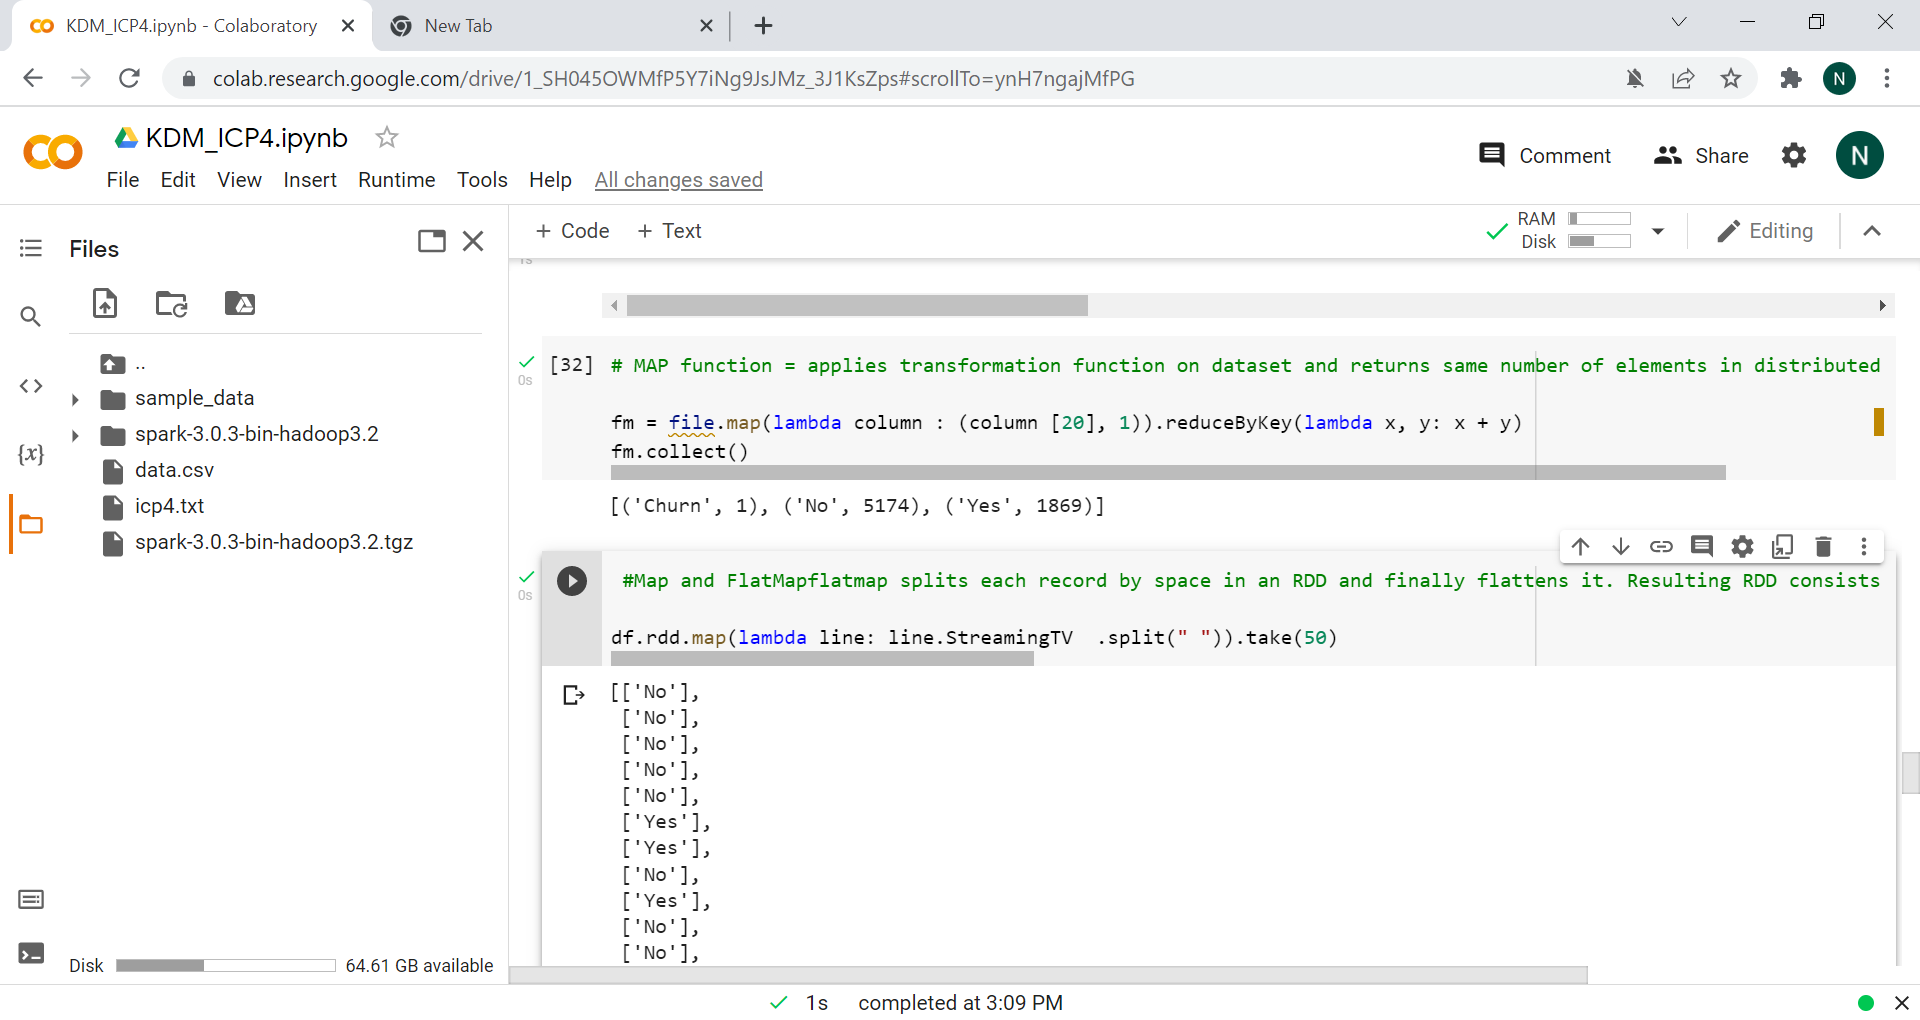 KDM_ICP4.ipynb - Colaboratory
New Tab
colab.research.google.com/drive/1_SH045OWMfP5Y7iNg9JsJMz_3J1KsZps#scrollTo=ynH7ngajMfPG
N
KDM_ICP4.ipynb
File Edit View Insert Runtime Tools Help All changes saved
Comment
Share
N
Files
+ Code + Text
RAM
Disk
Editing
..
sample_data
spark-3.0.3-bin-hadoop3.2
data.csv
icp4.txt
spark-3.0.3-bin-hadoop3.2.tgz
{x}
Disk 64.61 GB available
1s
[32] # MAP function = applies transformation function on dataset and returns same number of elements in distributed
0s
fm = file.map(lambda column : (column [20], 1)).reduceByKey(lambda x, y: x + y)
fm.collect()
[('Churn', 1), ('No', 5174), ('Yes', 1869)]
#Map and FlatMapflatmap splits each record by space in an RDD and finally flattens it. Resulting RDD consists
0s
df.rdd.map(lambda line: line.StreamingTV  .split(" ")).take(50)
[['No'],
['No'],
['No'],
['No'],
['No'],
['Yes'],
['Yes'],
['No'],
['Yes'],
['No'],
['No'],
1s completed at 3:09 PM